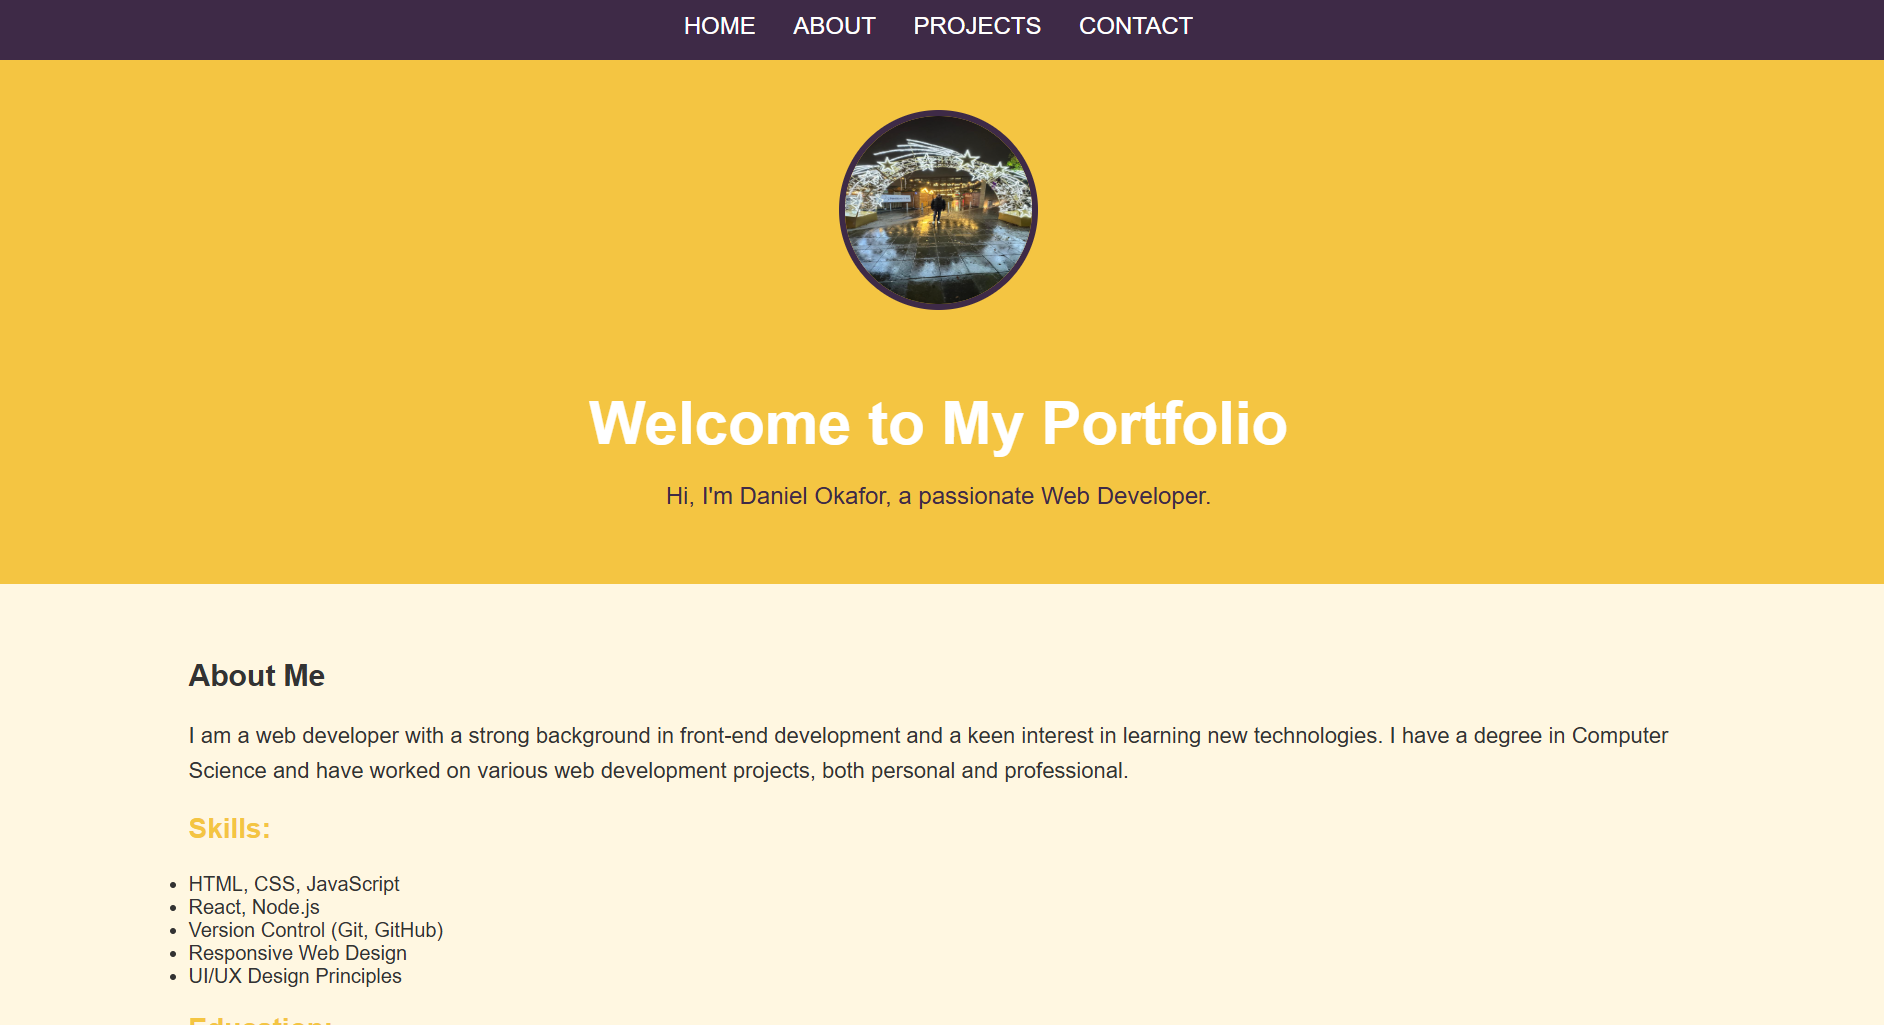 HOME ABOUT PROJECTS CONTACT
Welcome to My Portfolio
Hi, I'm Daniel Okafor, a passionate Web Developer.
About Me
I am a web developer with a strong background in front-end development and a keen interest in learning new technologies. I have a degree in Computer
Science and have worked on various web development projects, both personal and professional.
Skills:
HTML, CSS, JavaScript
React, Node.js
Version Control (Git, GitHub)
Responsive Web Design
UI/UX Design Principles
Education: